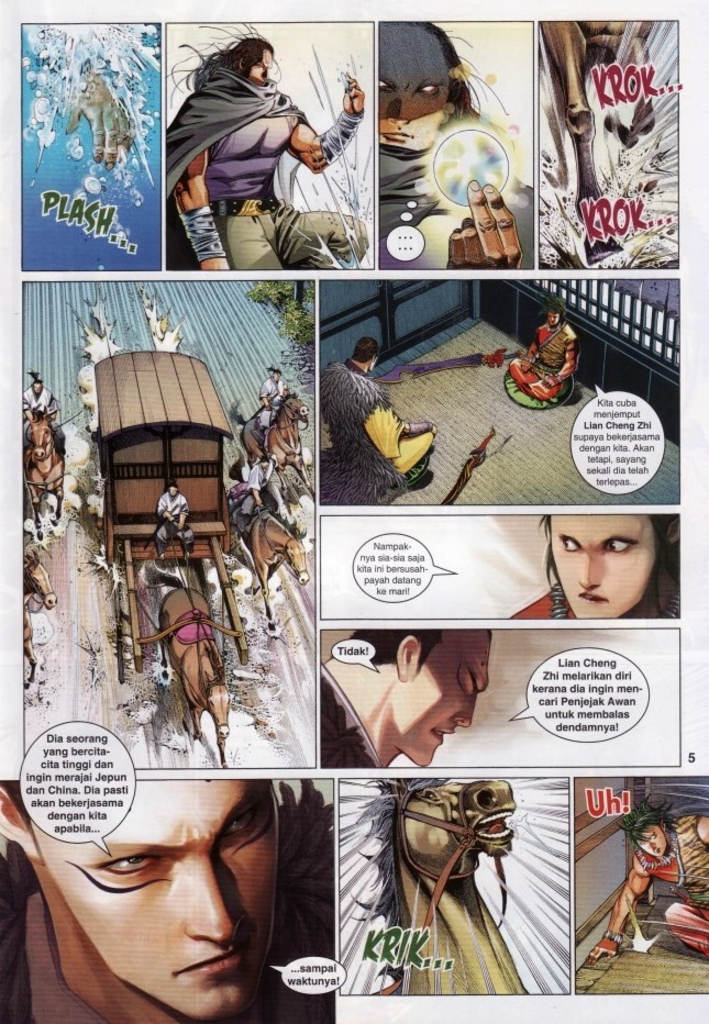 PLASH...
...
KROK...
KROK...
Kita cuba
menjemput
Lian Cheng Zhi
supaya bekerjasama
dengan kita. Akan
tetapi, sayang
sekali dia telah
terlepas...
Nampak-
nya sia-sia saja
kita ini bersusah-
payah datang
ke mari!
Tidak!
Lian Cheng
Zhi melarikan diri
kerana dia ingin men-
cari Penjejak Awan
untuk membalas
dendamnya!
5
Dia seorang
yang bercita-
cita tinggi dan
ingin merajai Jepun
dan China. Dia pasti
akan bekerjasama
dengan kita
apabila...
...sampai
waktunya!
KRIK...
Uh!